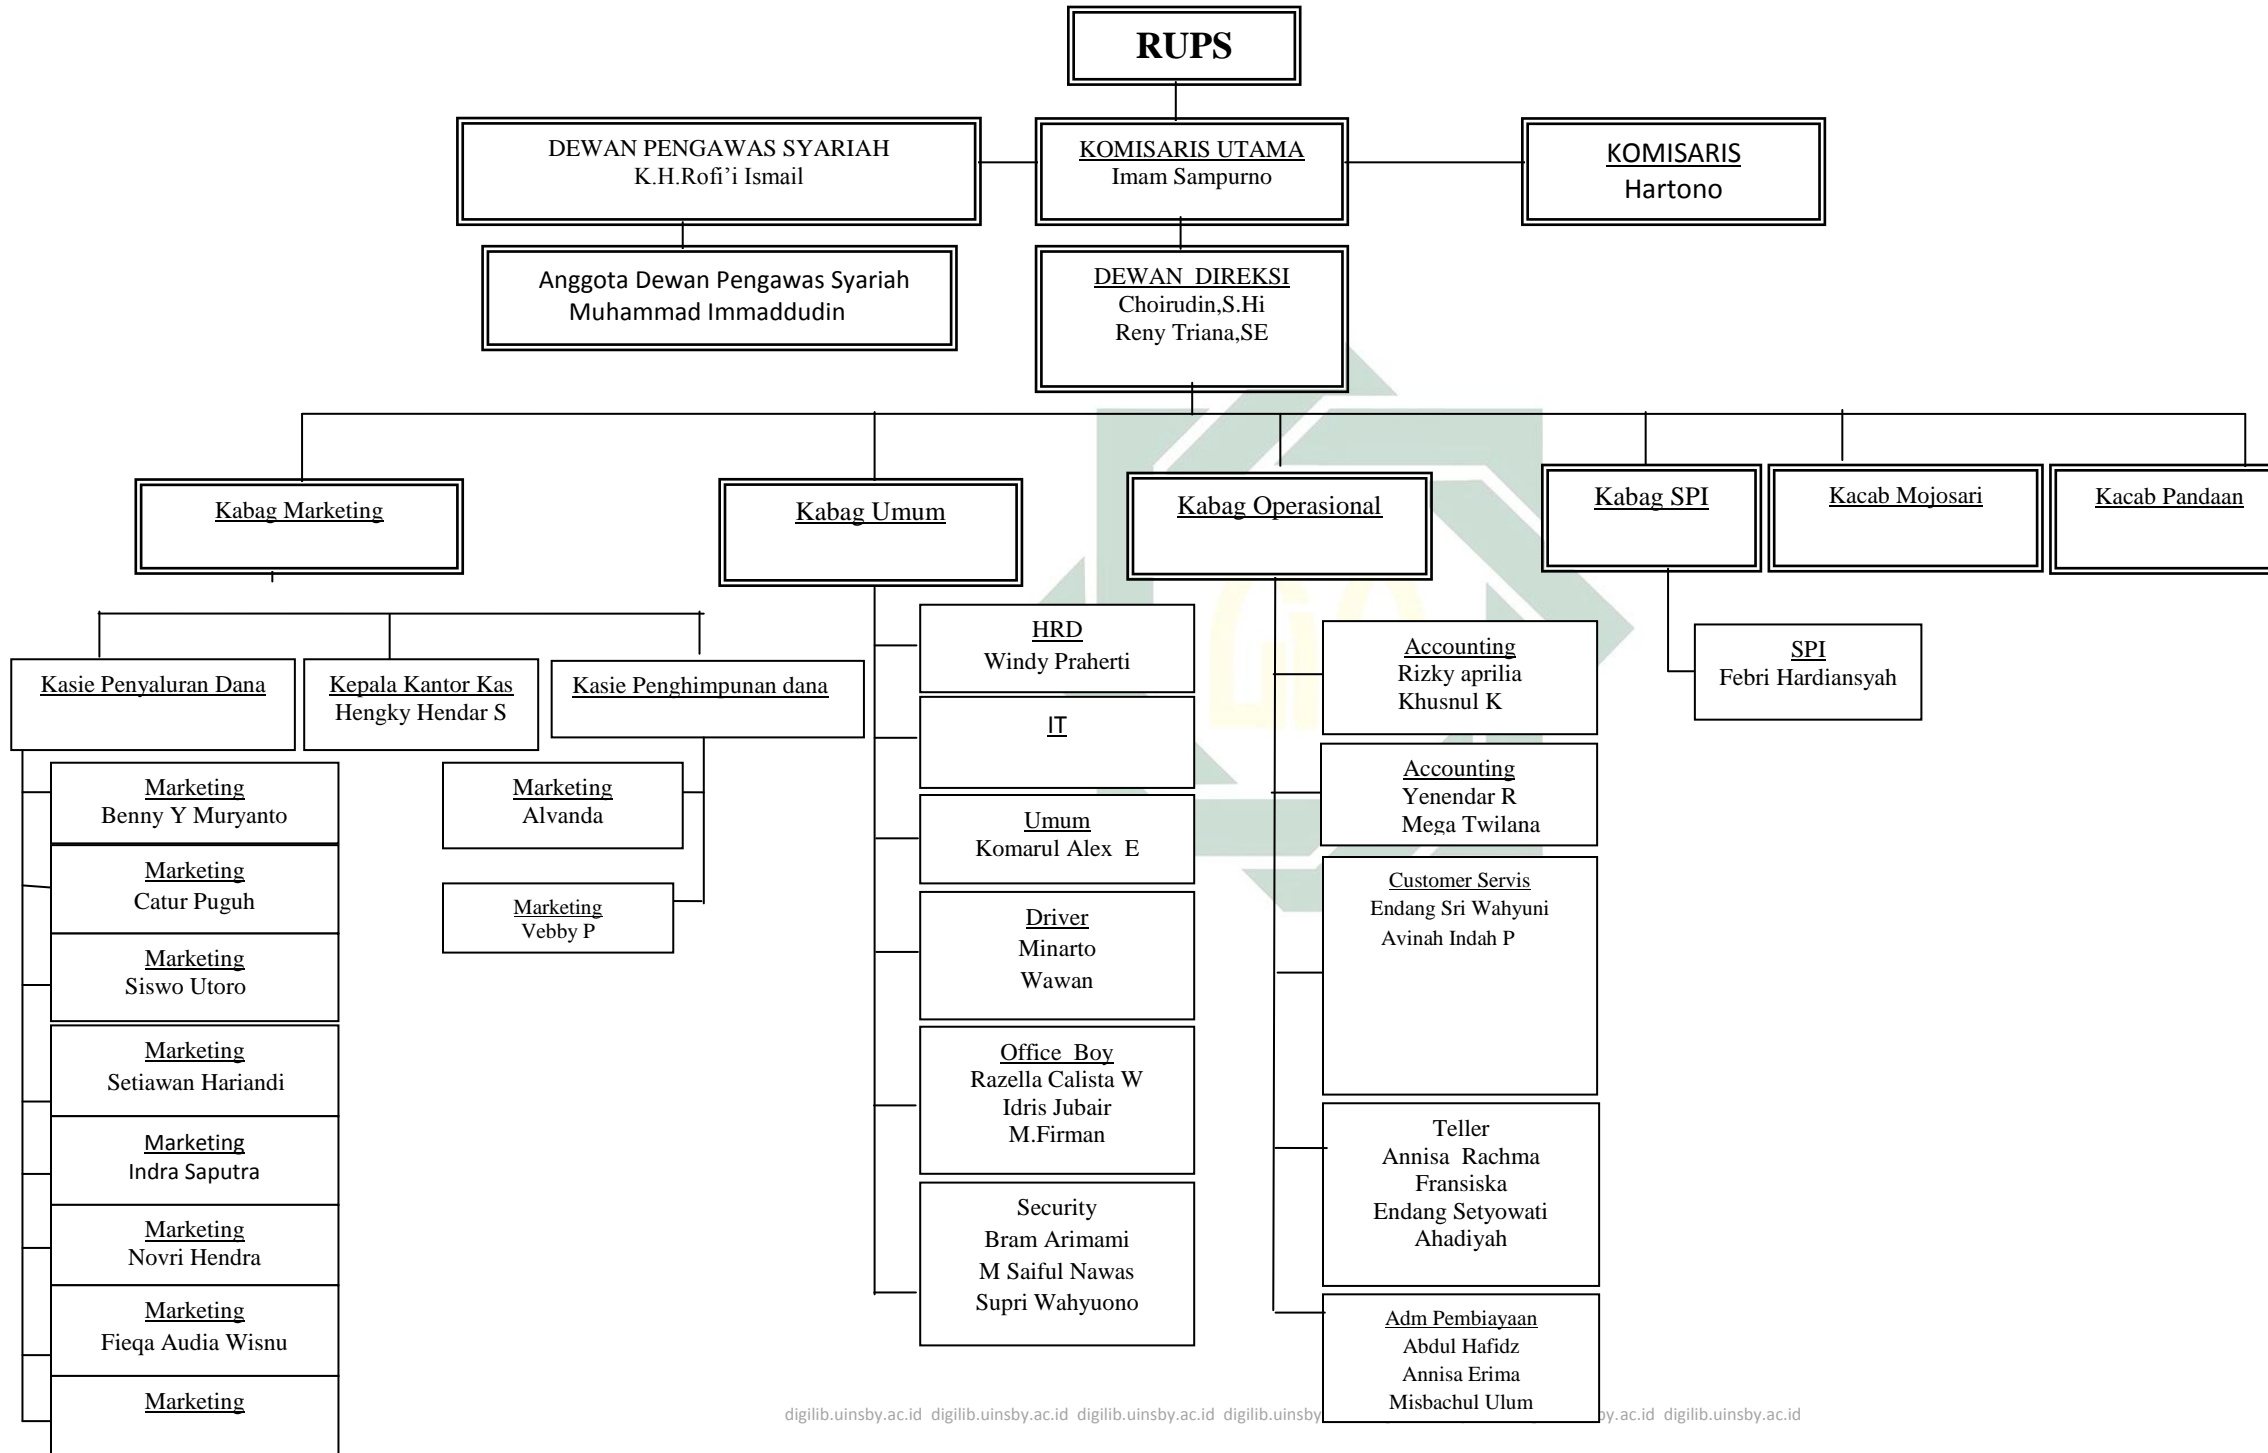 RUPS
DEWAN PENGAWAS SYARIAH
K.H.Rofi’i Ismail
KOMISARIS UTAMA
Imam Sampurno
KOMISARIS
Hartono
Anggota Dewan Pengawas Syariah
Muhammad Immaddudin
DEWAN DIREKSI
Choirudin,S.Hi
Reny Triana,SE
Kabag Marketing
Kabag Umum
Kabag Operasional
Kabag SPI
Kacab Mojosari
Kacab Pandaan
Kasie Penyaluran Dana
Kepala Kantor Kas
Hengky Hendar S
Kasie Penghimpunan dana
Marketing
Benny Y Muryanto
Marketing
Catur Puguh
Marketing
Siswo Utoro
Marketing
Setiawan Hariandi
Marketing
Indra Saputra
Marketing
Novri Hendra
Marketing
Fieqa Audia Wisnu
Marketing
Marketing
Alvanda
Marketing
Vebby P
HRD
Windy Praherti
IT
Umum
Komarul Alex E
Driver
Minarto
Wawan
Office Boy
Razella Calista W
Idris Jubair
M.Firman
Security
Bram Arimami
M Saiful Nawas
Supri Wahyuono
Accounting
Rizky aprilia
Khusnul K
Accounting
Yenendar R
Mega Twilana
Customer Servis
Endang Sri Wahyuni
Avinah Indah P
Teller
Annisa Rachma
Fransiska
Endang Setyowati
Ahadiyah
Adm Pembiayaan
Abdul Hafidz
Annisa Erima
Misbachul Ulum
SPI
Febri Hardiansyah
digilib.uinsby.ac.id digilib.uinsby.ac.id digilib.uinsby.ac.id digilib.uinsby by.ac.id digilib.uinsby.ac.id